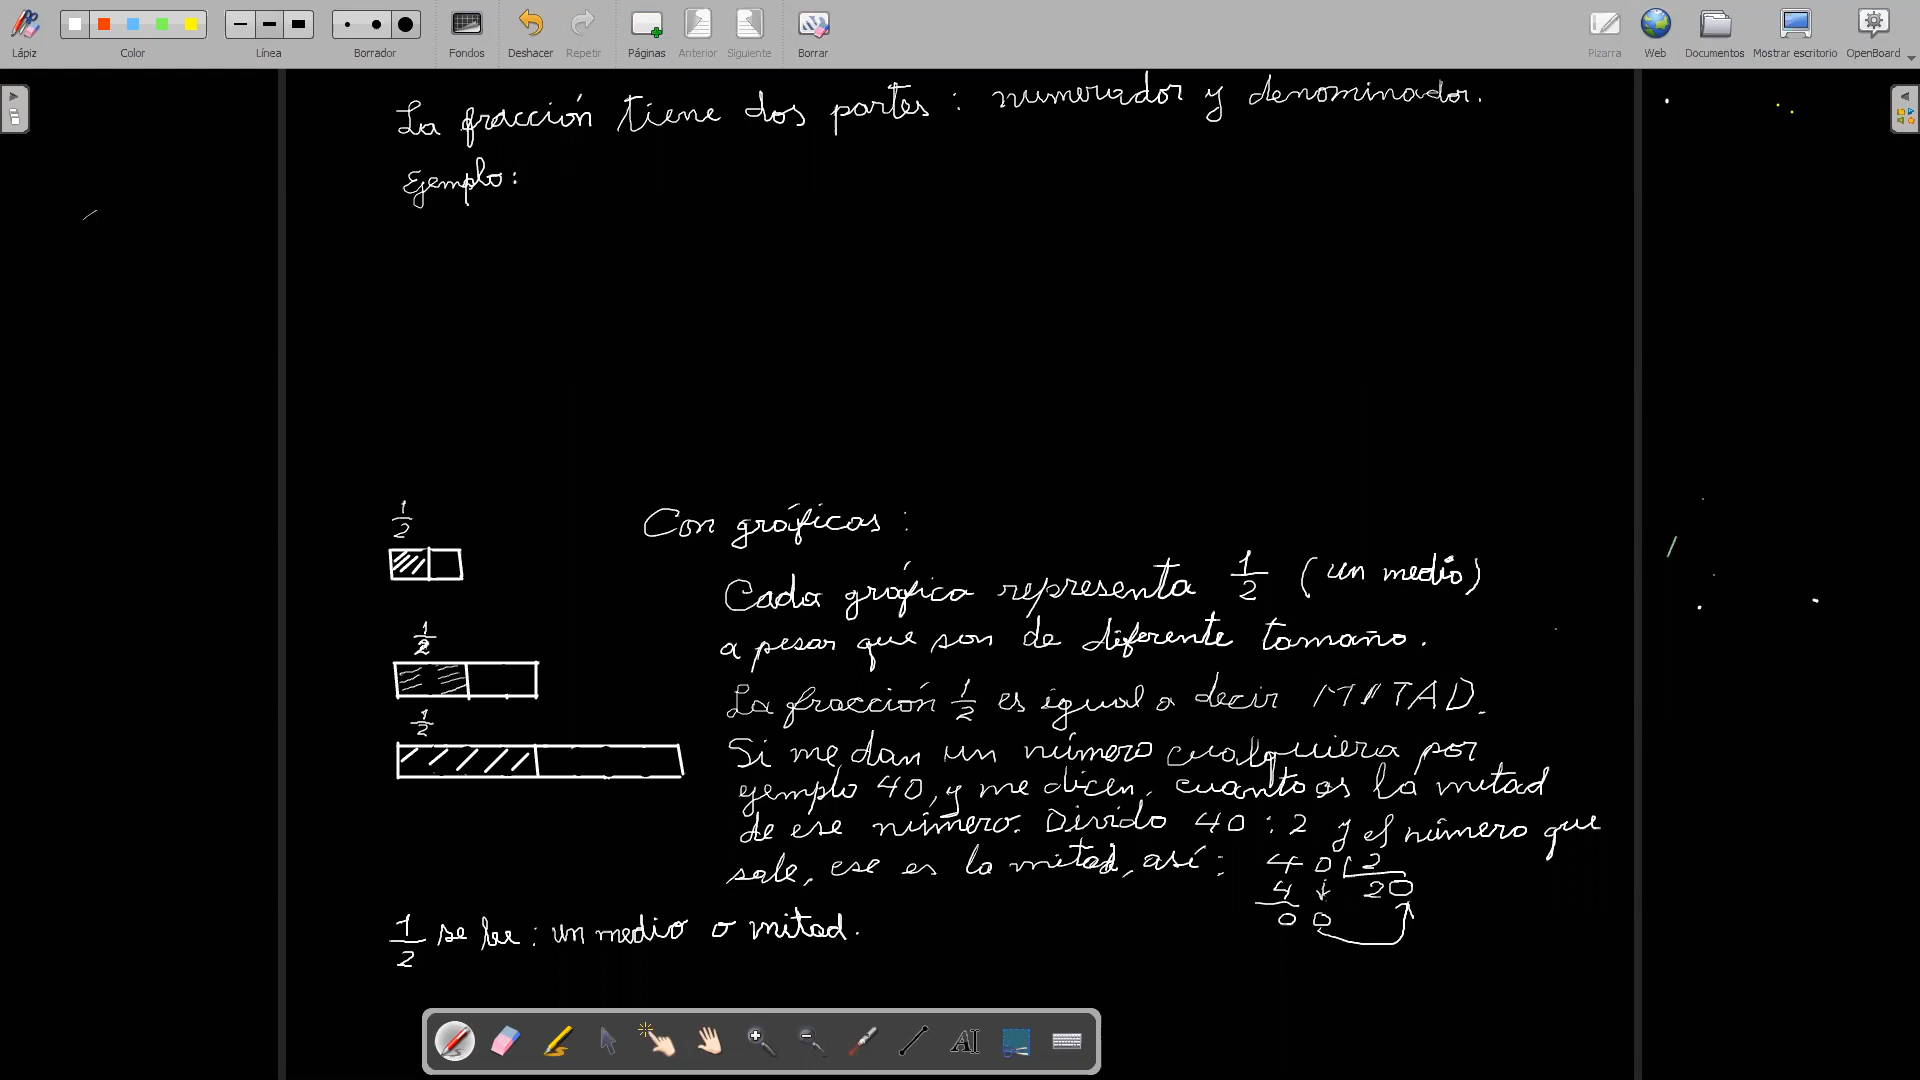 Lápiz
Color
Línea
Borrador
Fondos
Deshacer
Repetir
Páginas
Anterior
Siguiente
Borrar
Pizarra
Web
Documentos
Mostrar escritorio
OpenBoard
La fracción tiene dos partes : numerador y denominador.
Ejemplo:
1/2
Con gráficas :
Cada gráfica representa 1/2 (un medio)
a pesar que son de diferente tamaño.
1/2
La fracción 1/2 es igual a decir MITAD.
1/2
Si me dan un número cualquiera por
ejemplo 40, y me dicen, cuanto es la mitad
de ese número. Divido 40 : 2 y el número que
sale, ese es la mitad, así : 40 2
4 20
0 0
1/2 se lee : un medio o mitad.
AI